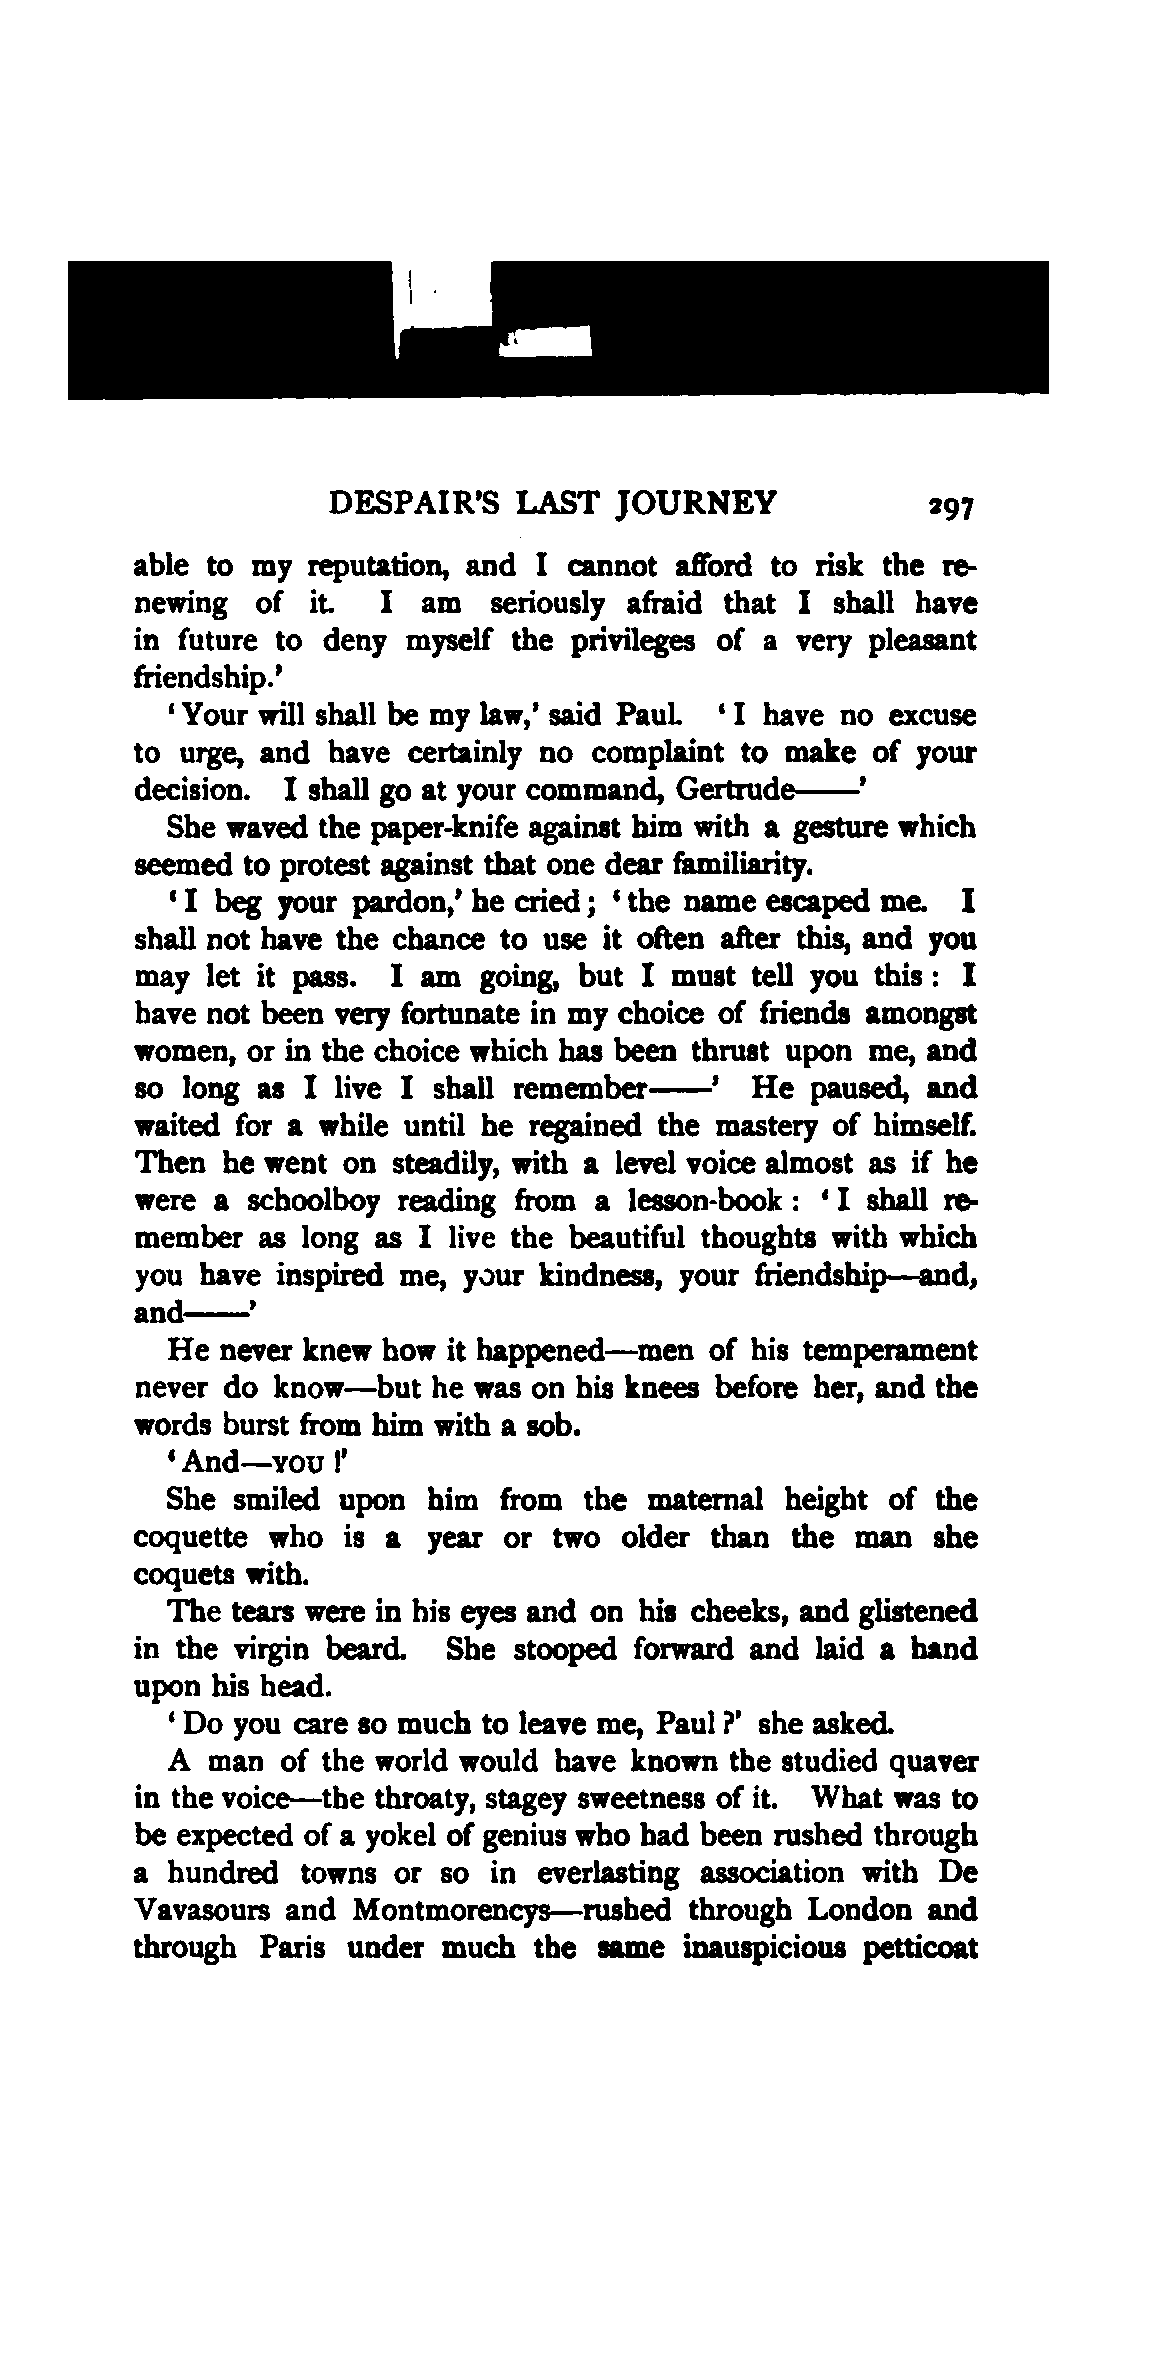 DESPAIR'S LAST JOURNEY 297
able to my reputation, and I cannot afford to risk the re-
newing of it. I am seriously afraid that I shall have
in future to deny myself the privileges of a very pleasant
friendship.'
'Your will shall be my law,' said Paul. 'I have no excuse
to urge, and have certainly no complaint to make of your
decision. I shall go at your command, Gertrude——'
She waved the paper-knife against him with a gesture which
seemed to protest against that one dear familiarity.
'I beg your pardon,' he cried; 'the name escaped me. I
shall not have the chance to use it often after this, and you
may let it pass. I am going, but I must tell you this: I
have not been very fortunate in my choice of friends amongst
women, or in the choice which has been thrust upon me, and
so long as I live I shall remember——' He paused, and
waited for a while until he regained the mastery of himself.
Then he went on steadily, with a level voice almost as if he
were a schoolboy reading from a lesson-book: 'I shall re-
member as long as I live the beautiful thoughts with which
you have inspired me, your kindness, your friendship—and,
and——'
He never knew how it happened—men of his temperament
never do know—but he was on his knees before her, and the
words burst from him with a sob.
'And—YOU!'
She smiled upon him from the maternal height of the
coquette who is a year or two older than the man she
coquets with.
The tears were in his eyes and on his cheeks, and glistened
in the virgin beard. She stooped forward and laid a hand
upon his head.
'Do you care so much to leave me, Paul?' she asked.
A man of the world would have known the studied quaver
in the voice—the throaty, stagey sweetness of it. What was to
be expected of a yokel of genius who had been rushed through
a hundred towns or so in everlasting association with De
Vavasours and Montmorencys—rushed through London and
through Paris under much the same inauspicious petticoat